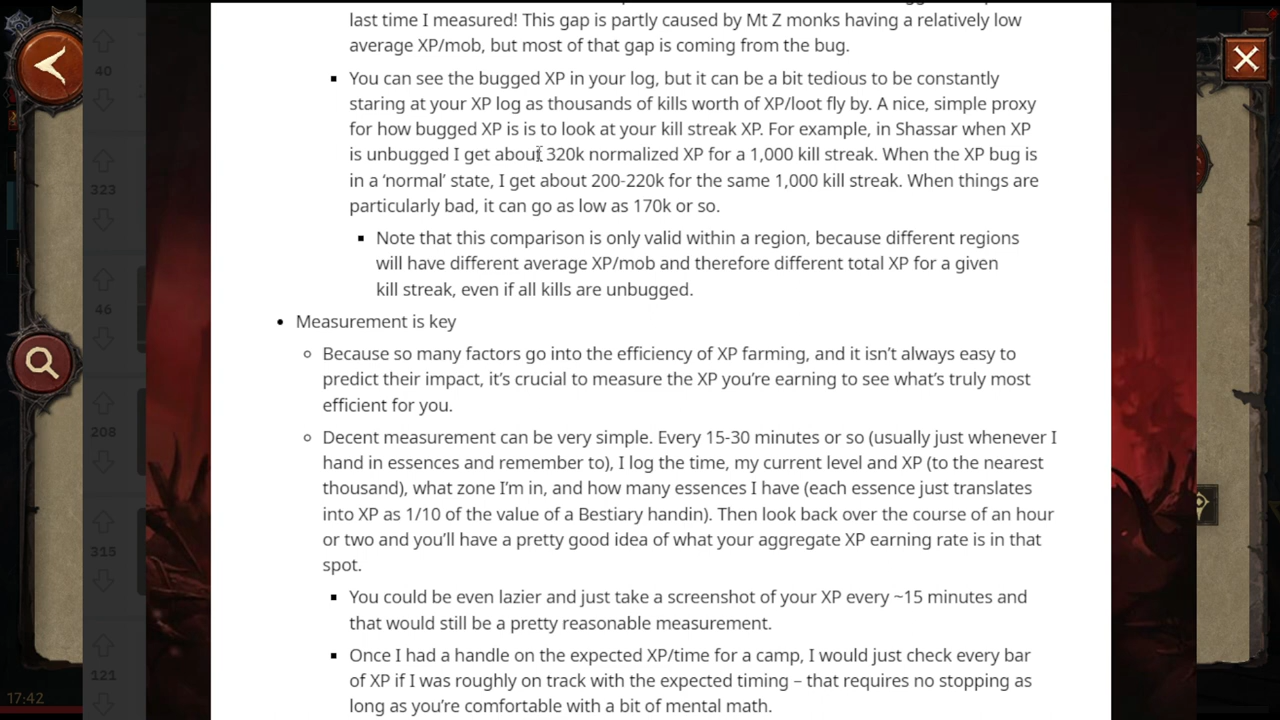 last time I measured! This gap is partly caused by Mt Z monks having a relatively low
average XP/mob, but most of that gap is coming from the bug.
▪ You can see the bugged XP in your log, but it can be a bit tedious to be constantly
staring at your XP log as thousands of kills worth of XP/loot fly by. A nice, simple proxy
for how bugged XP is is to look at your kill streak XP. For example, in Shassar when XP
is unbugged I get about 320k normalized XP for a 1,000 kill streak. When the XP bug is
in a ‘normal’ state, I get about 200-220k for the same 1,000 kill streak. When things are
particularly bad, it can go as low as 170k or so.
▪ Note that this comparison is only valid within a region, because different regions
will have different average XP/mob and therefore different total XP for a given
kill streak, even if all kills are unbugged.
• Measurement is key
○ Because so many factors go into the efficiency of XP farming, and it isn’t always easy to
predict their impact, it’s crucial to measure the XP you’re earning to see what’s truly most
efficient for you.
○ Decent measurement can be very simple. Every 15-30 minutes or so (usually just whenever I
hand in essences and remember to), I log the time, my current level and XP (to the nearest
thousand), what zone I’m in, and how many essences I have (each essence just translates
into XP as 1/10 of the value of a Bestiary handin). Then look back over the course of an hour
or two and you’ll have a pretty good idea of what your aggregate XP earning rate is in that
spot.
▪ You could be even lazier and just take a screenshot of your XP every ~15 minutes and
that would still be a pretty reasonable measurement.
▪ Once I had a handle on the expected XP/time for a camp, I would just check every bar
of XP if I was roughly on track with the expected timing – that requires no stopping as
long as you’re comfortable with a bit of mental math.
40
323
46
208
315
121
17:42